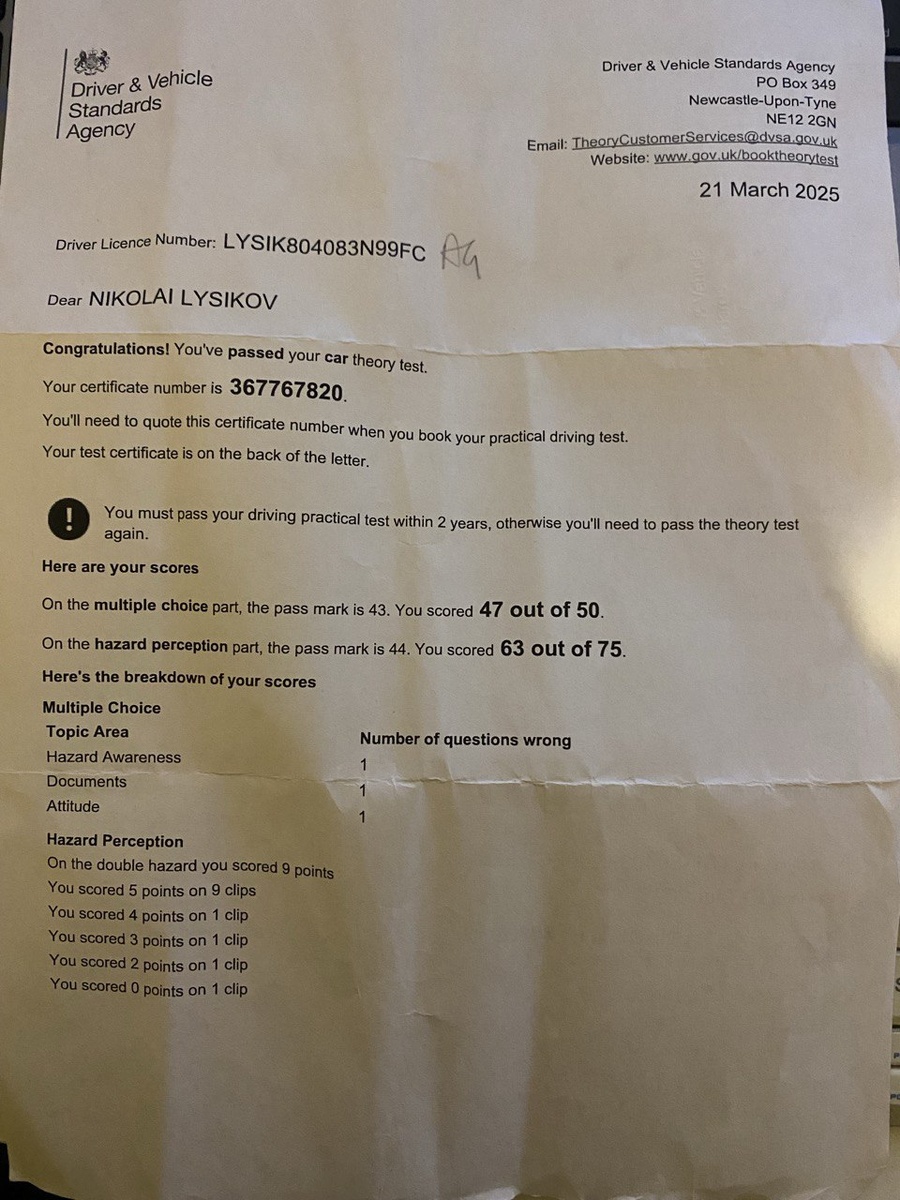 Driver & Vehicle
Standards
Agency
Driver & Vehicle Standards Agency
PO Box 349
Newcastle-Upon-Tyne
NE12 2GN
Email: TheoryCustomerServices@dvsa.gov.uk
Website: www.gov.uk/booktheorytest
21 March 2025
Driver Licence Number: LYSIK804083N99FC
Dear NIKOLAI LYSIKOV
Congratulations! You've passed your car theory test.
Your certificate number is 367767820.
You'll need to quote this certificate number when you book your practical driving test.
Your test certificate is on the back of the letter.
! You must pass your driving practical test within 2 years, otherwise you'll need to pass the theory test
again.
Here are your scores
On the multiple choice part, the pass mark is 43. You scored 47 out of 50.
On the hazard perception part, the pass mark is 44. You scored 63 out of 75.
Here's the breakdown of your scores
Multiple Choice
Topic Area Number of questions wrong
Hazard Awareness 1
Documents 1
Attitude 1
Hazard Perception
On the double hazard you scored 9 points
You scored 5 points on 9 clips
You scored 4 points on 1 clip
You scored 3 points on 1 clip
You scored 2 points on 1 clip
You scored 0 points on 1 clip